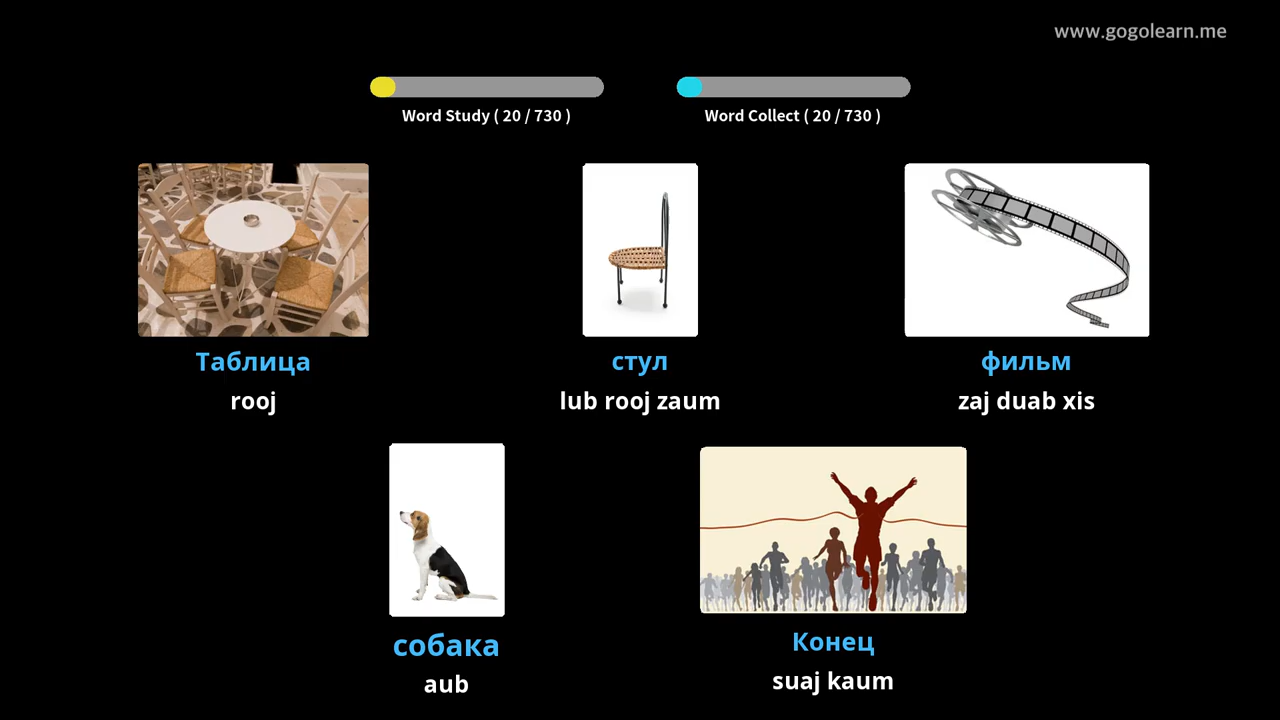 www.gogolearn.me
Word Study ( 20 / 730 )
Word Collect ( 20 / 730 )
Таблица
стул
фильм
rooj
lub rooj zaum
zaj duab xis
собака
Конец
aub
suaj kaum